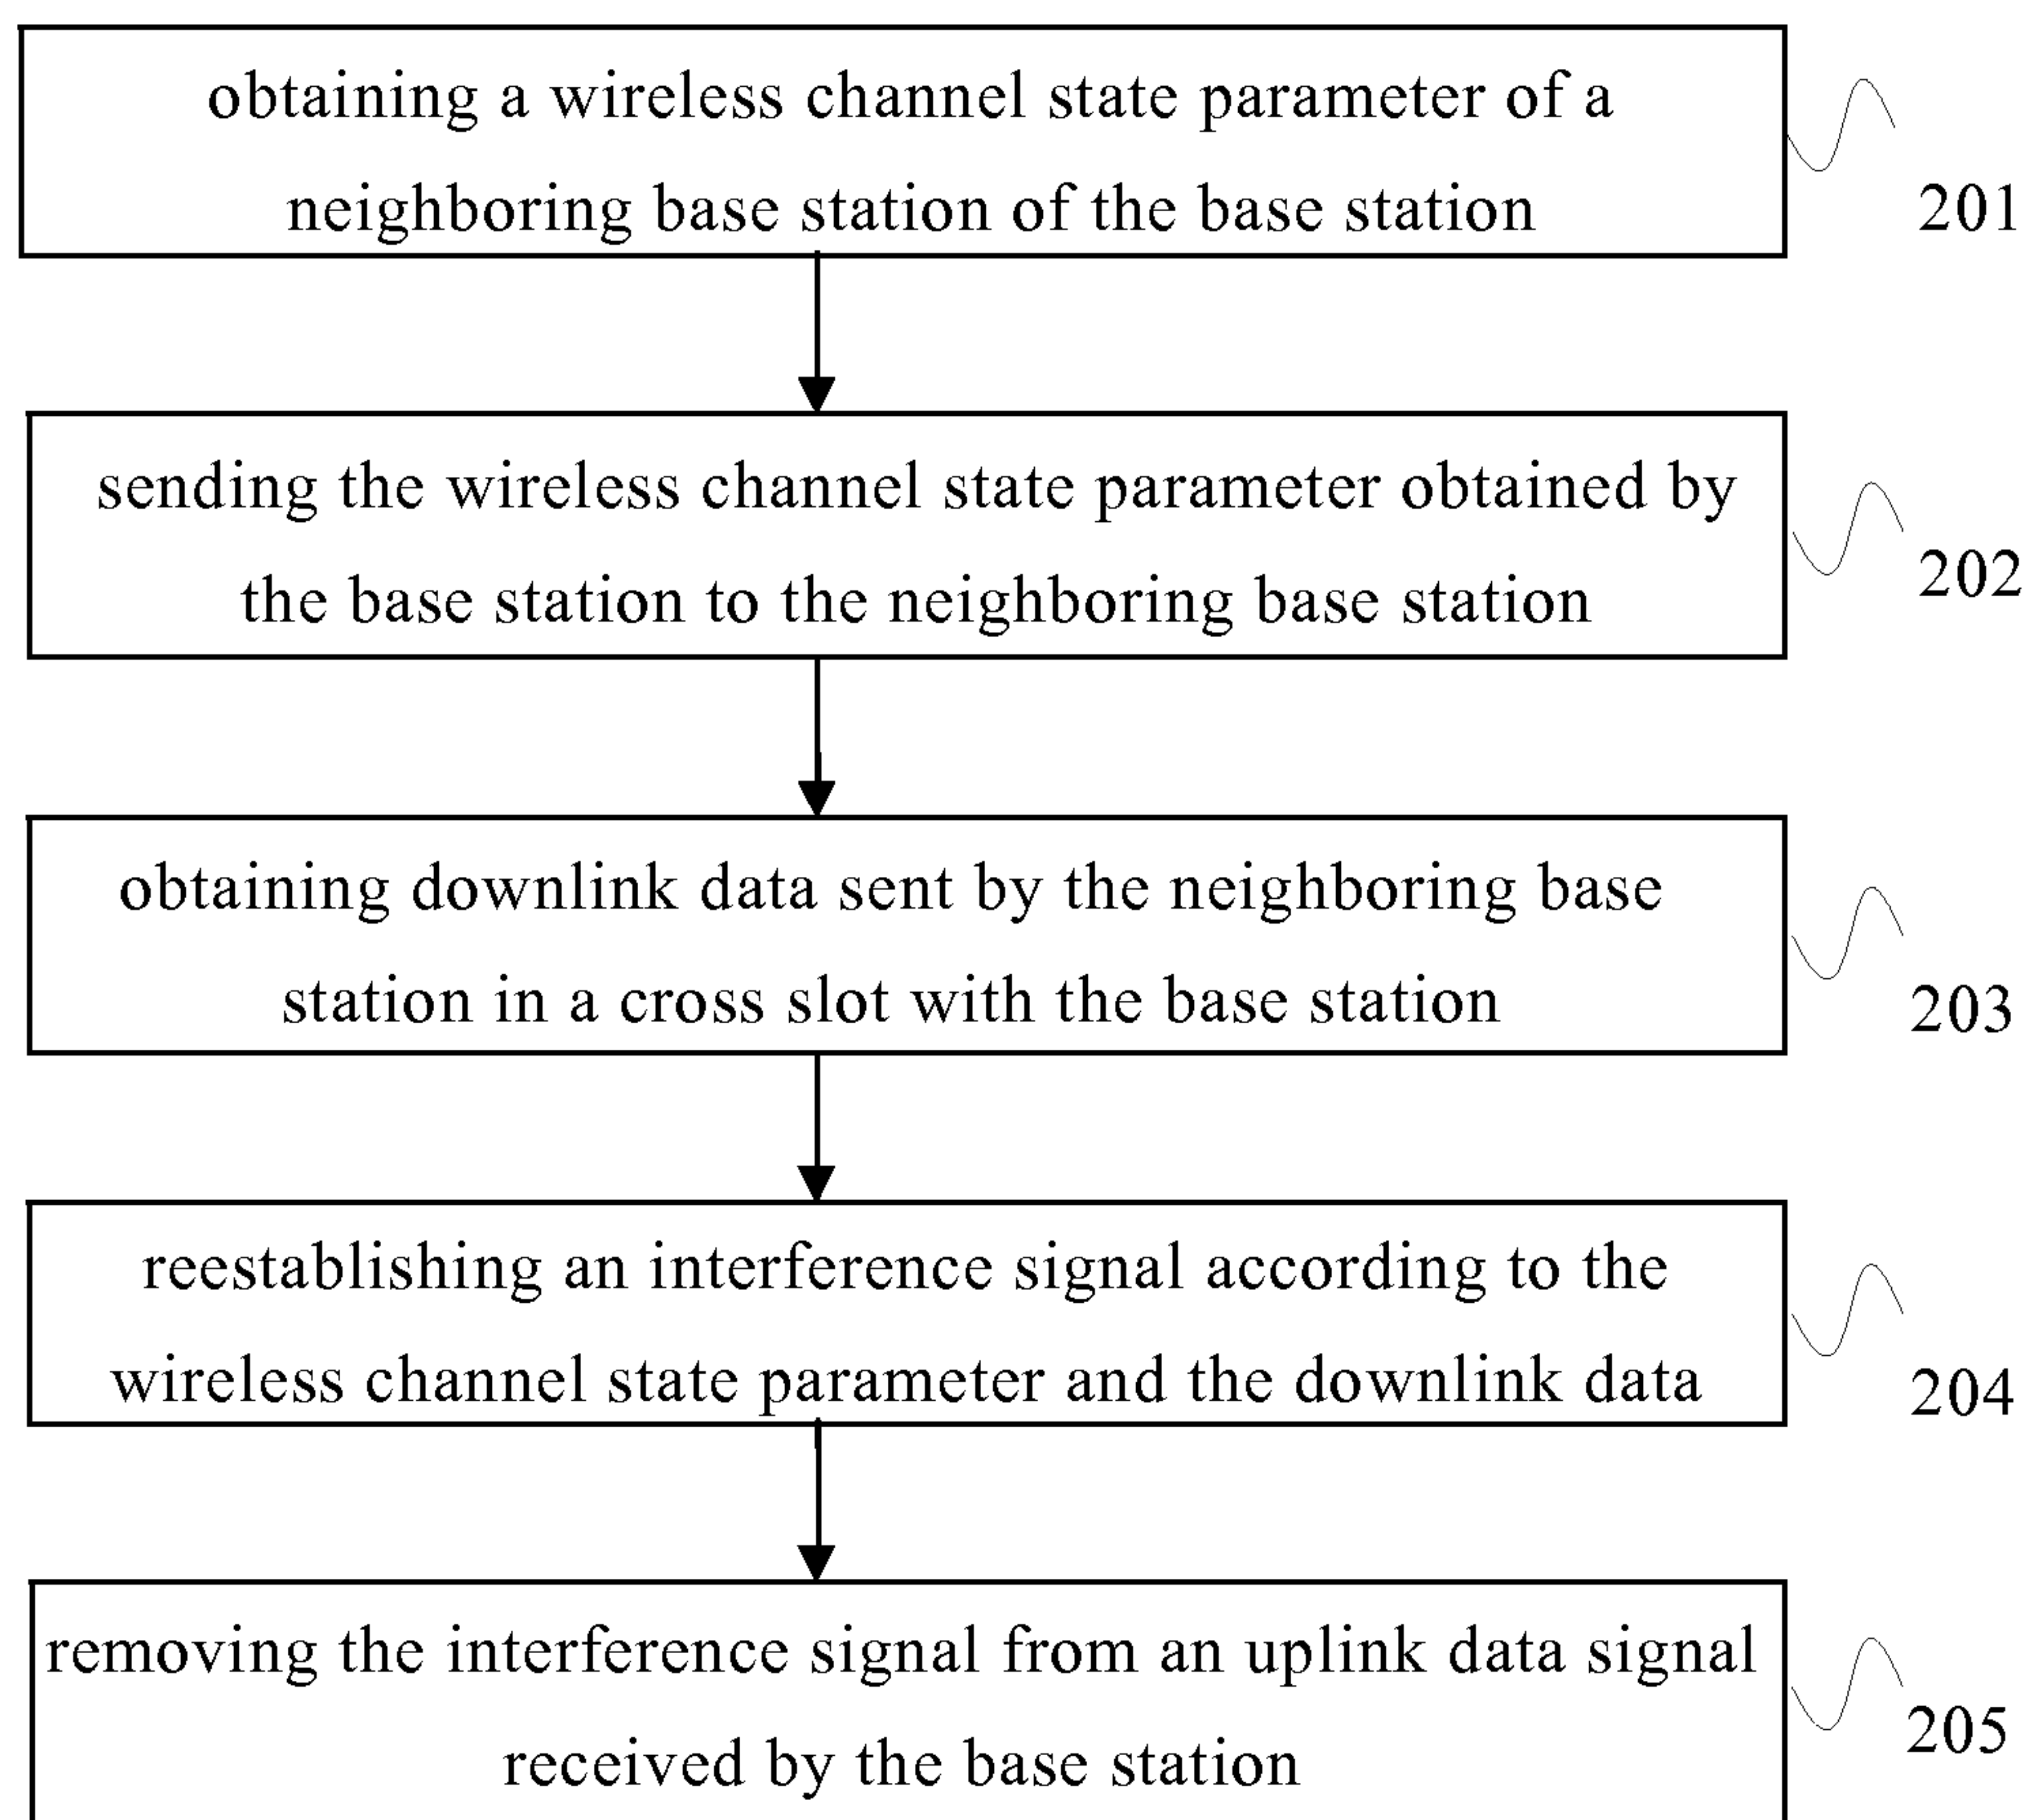 obtaining a wireless channel state parameter of a
neighboring base station of the base station
201
sending the wireless channel state parameter obtained by
the base station to the neighboring base station
202
obtaining downlink data sent by the neighboring base
station in a cross slot with the base station
203
reestablishing an interference signal according to the
wireless channel state parameter and the downlink data
204
removing the interference signal from an uplink data signal
received by the base station
205